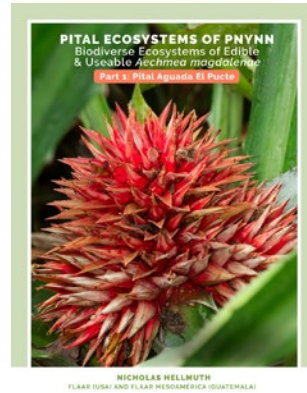 PITAL ECOSYSTEMS OF PNYNN
Biodiverse Ecosystems of Edible
& Useable Aechmea magdalenae
Part 1: Pital Aguada El Pucte
NICHOLAS HELLMUTH
FLAAR (USA) AND FLAAR MESOAMÉRICA (GUATEMALA)